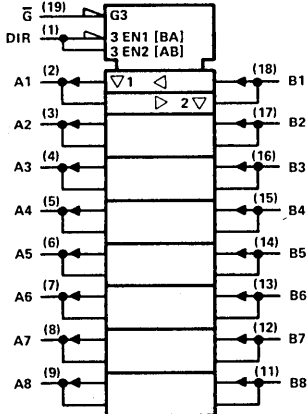 G̅ (19) G3
DIR (1) 3 EN1 [BA]
3 EN2 [AB]
A1 (2) ▽1 ◁ (18) B1
▷ 2▽
A2 (3) (17) B2
A3 (4) (16) B3
A4 (5) (15) B4
A5 (6) (14) B5
A6 (7) (13) B6
A7 (8) (12) B7
A8 (9) (11) B8